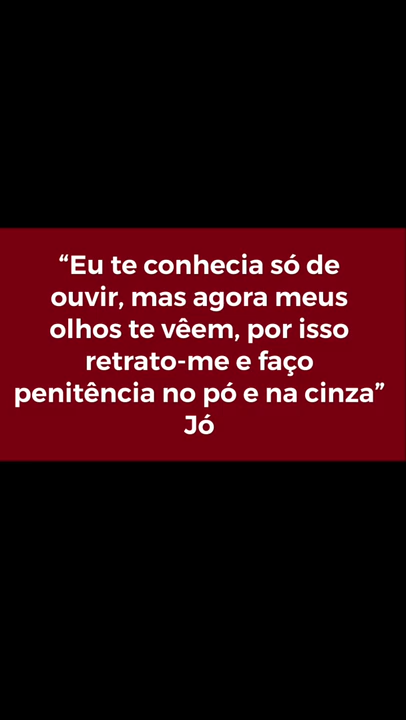 “Eu te conhecia só de
ouvir, mas agora meus
olhos te vêem, por isso
retrato-me e faço
penitência no pó e na cinza”
Jó